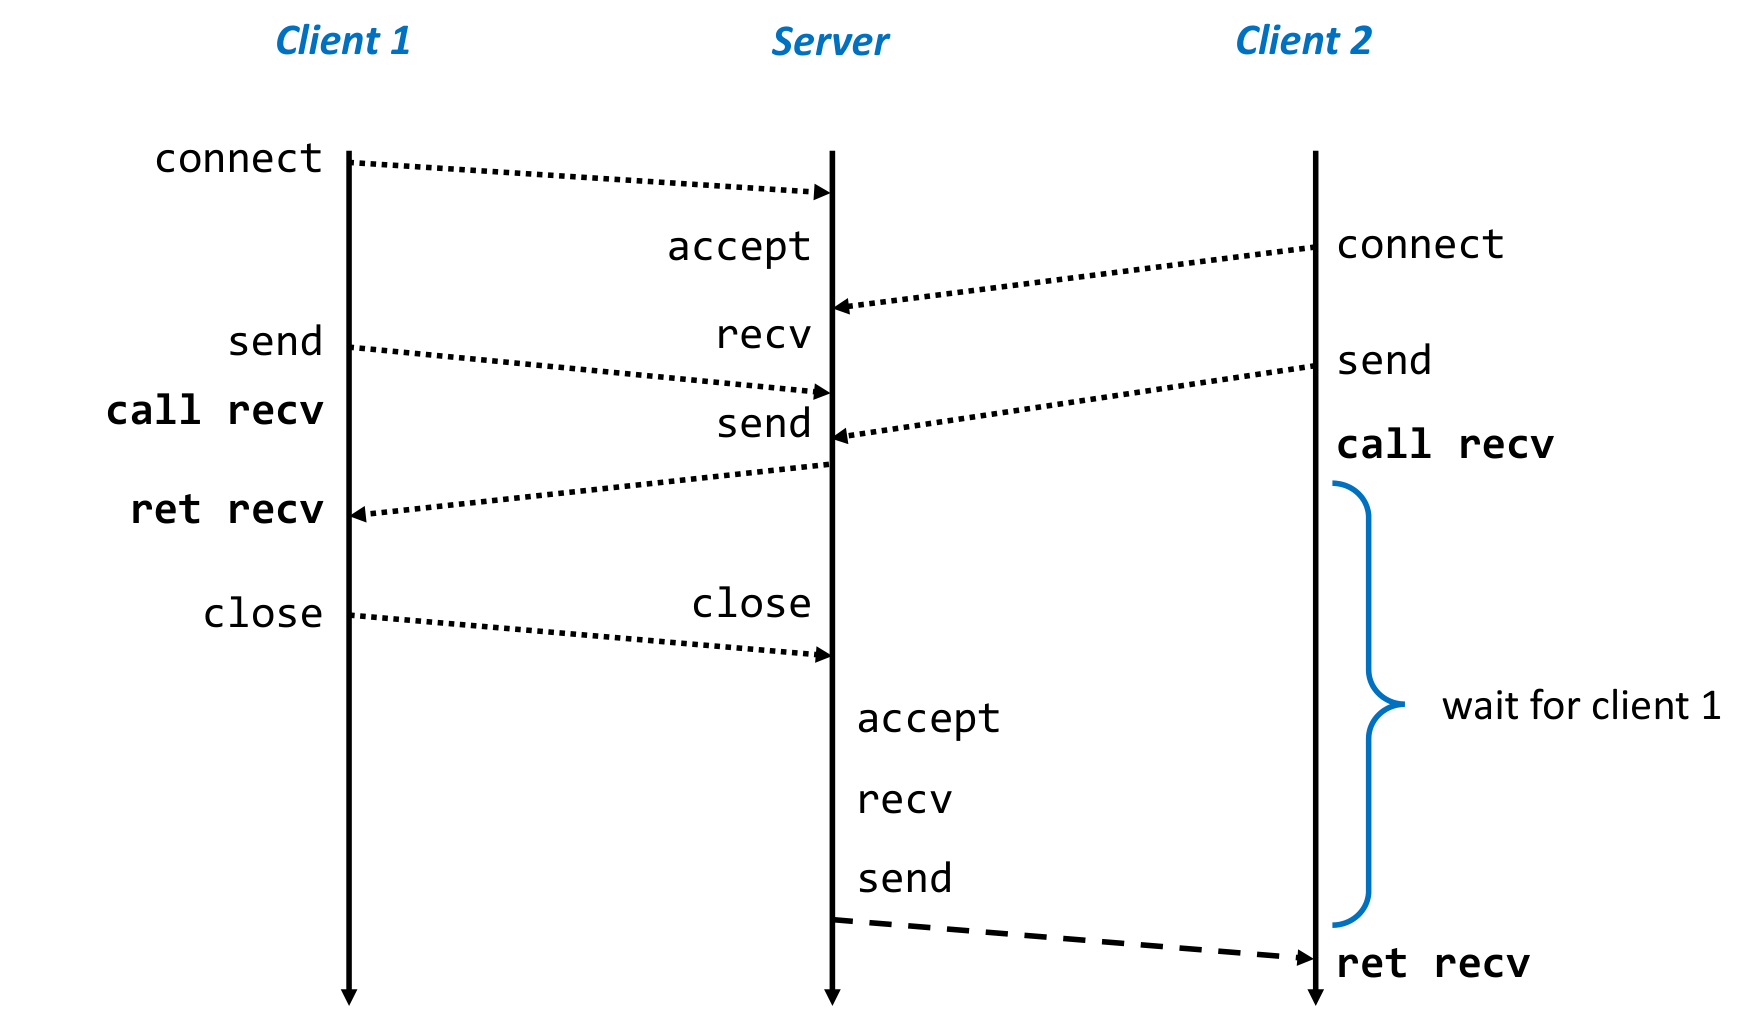 Client 1
Server
Client 2
connect
accept
connect
recv
send
send
call recv
send
call recv
ret recv
close
close
accept
wait for client 1
recv
send
ret recv